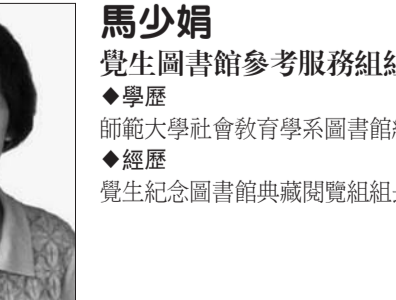 馬少娟
覺生圖書館參考服務組
◆學歷
師範大學社會教育學系圖書館
◆經歷
覺生紀念圖書館典藏閱覽組組